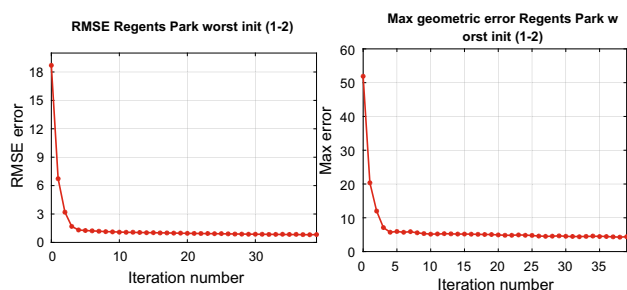 RMSE Regents Park worst init (1-2)
18
15
12
9
6
3
0
RMSE error
0 10 20 30
Iteration number
Max geometric error Regents Park w
orst init (1-2)
60
50
40
30
20
10
0
Max error
0 5 10 15 20 25 30 35
Iteration number